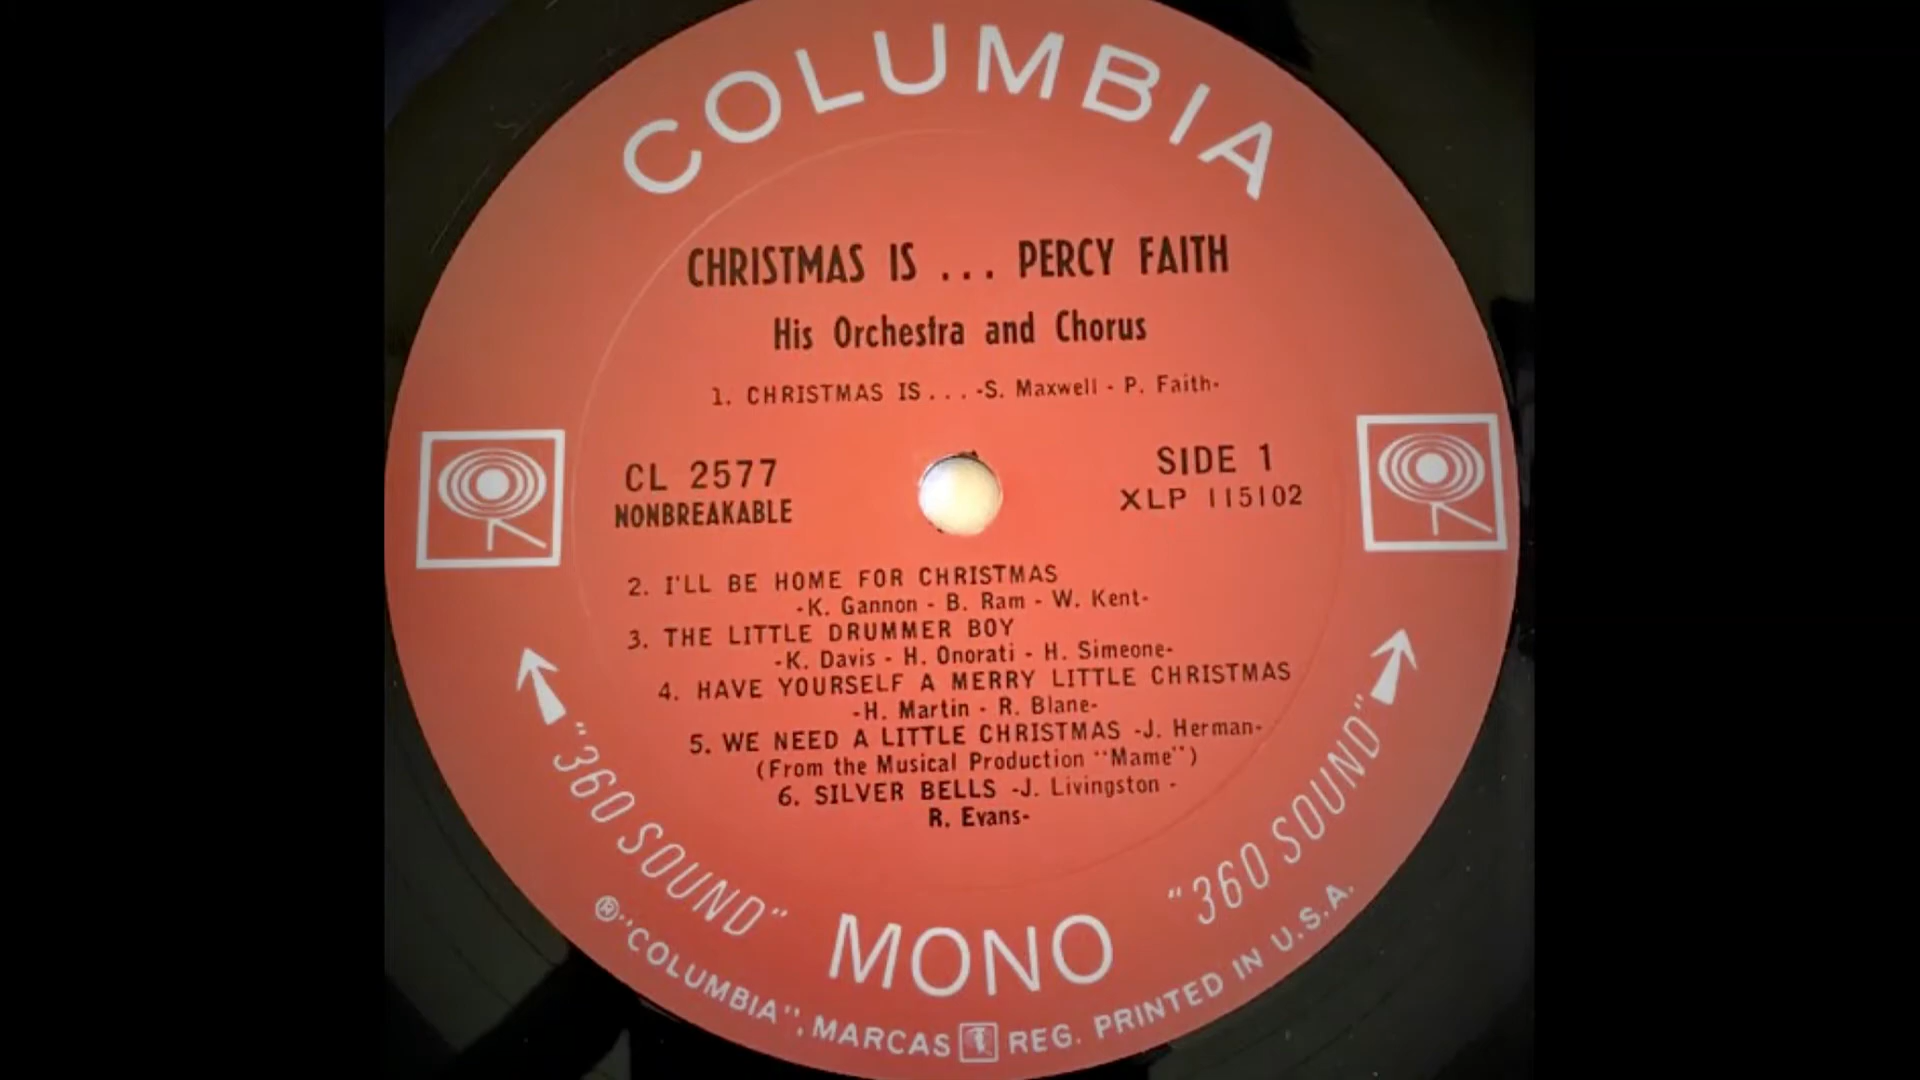 COLUMBIA
CHRISTMAS IS ... PERCY FAITH
His Orchestra and Chorus
1. CHRISTMAS IS... -S. Maxwell - P. Faith-
CL 2577
NONBREAKABLE
SIDE 1
XLP 115102
2. I'LL BE HOME FOR CHRISTMAS
-K. Gannon - B. Ram - W. Kent-
3. THE LITTLE DRUMMER BOY
-K. Davis - H. Onorati - H. Simeone-
4. HAVE YOURSELF A MERRY LITTLE CHRISTMAS
-H. Martin - R. Blane-
5. WE NEED A LITTLE CHRISTMAS -J. Herman-
(From the Musical Production "Mame")
6. SILVER BELLS -J. Livingston -
R. Evans-
"360 SOUND"
MONO
"360 SOUND"
®"COLUMBIA", MARCAS REG. PRINTED IN U.S.A.